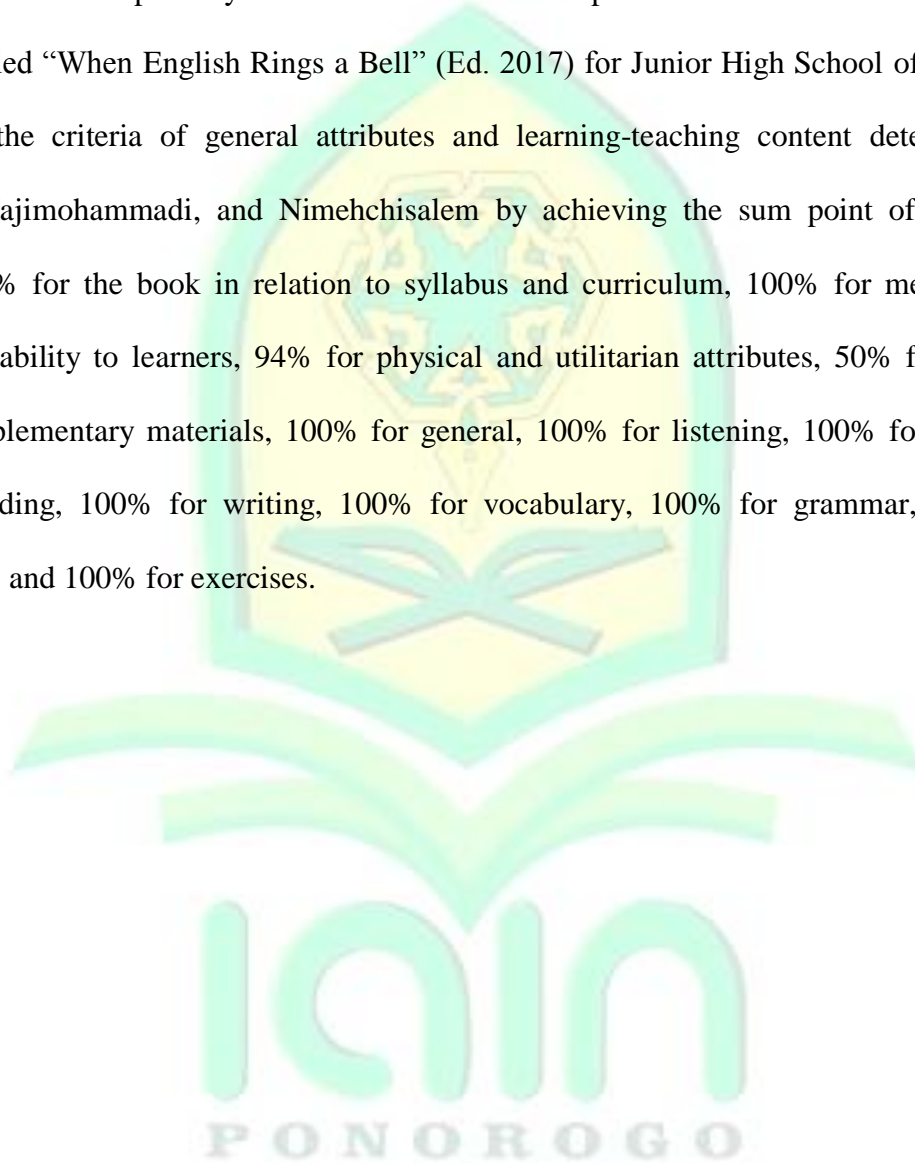 ed “When English Rings a Bell” (Ed. 2017) for Junior High School of
the criteria of general attributes and learning-teaching content dete
ajimohammadi, and Nimehchisalem by achieving the sum point of
% for the book in relation to syllabus and curriculum, 100% for me
ability to learners, 94% for physical and utilitarian attributes, 50% f
plementary materials, 100% for general, 100% for listening, 100% fo
ding, 100% for writing, 100% for vocabulary, 100% for grammar,
and 100% for exercises.
iain
PONOROGO